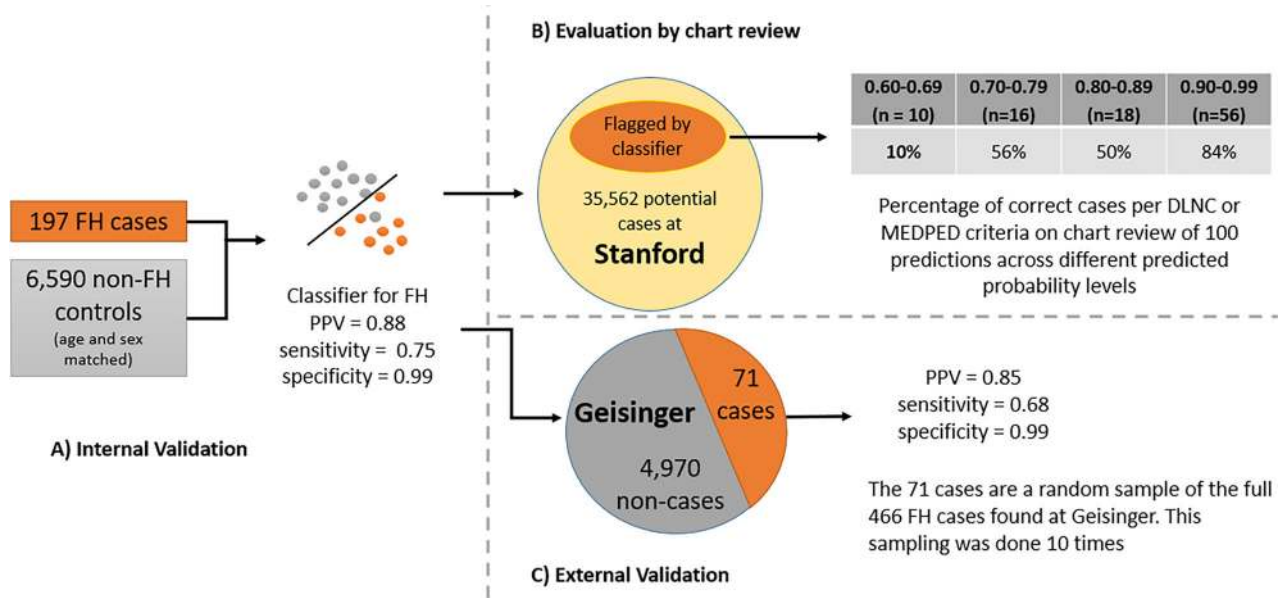 197 FH cases
6,590 non-FH
controls
(age and sex
matched)
Classifier for FH
PPV = 0.88
sensitivity = 0.75
specificity = 0.99
A) Internal Validation
B) Evaluation by chart review
Flagged by
classifier
35,562 potential
cases at
Stanford
0.60-0.69 0.70-0.79 0.80-0.89 0.90-0.99
(n = 10) (n=16) (n=18) (n=56)
10% 56% 50% 84%
Percentage of correct cases per DLNC or
MEDPED criteria on chart review of 100
predictions across different predicted
probability levels
Geisinger
71
cases
4,970
non-cases
PPV = 0.85
sensitivity = 0.68
specificity = 0.99
The 71 cases are a random sample of the full
466 FH cases found at Geisinger. This
sampling was done 10 times
C) External Validation